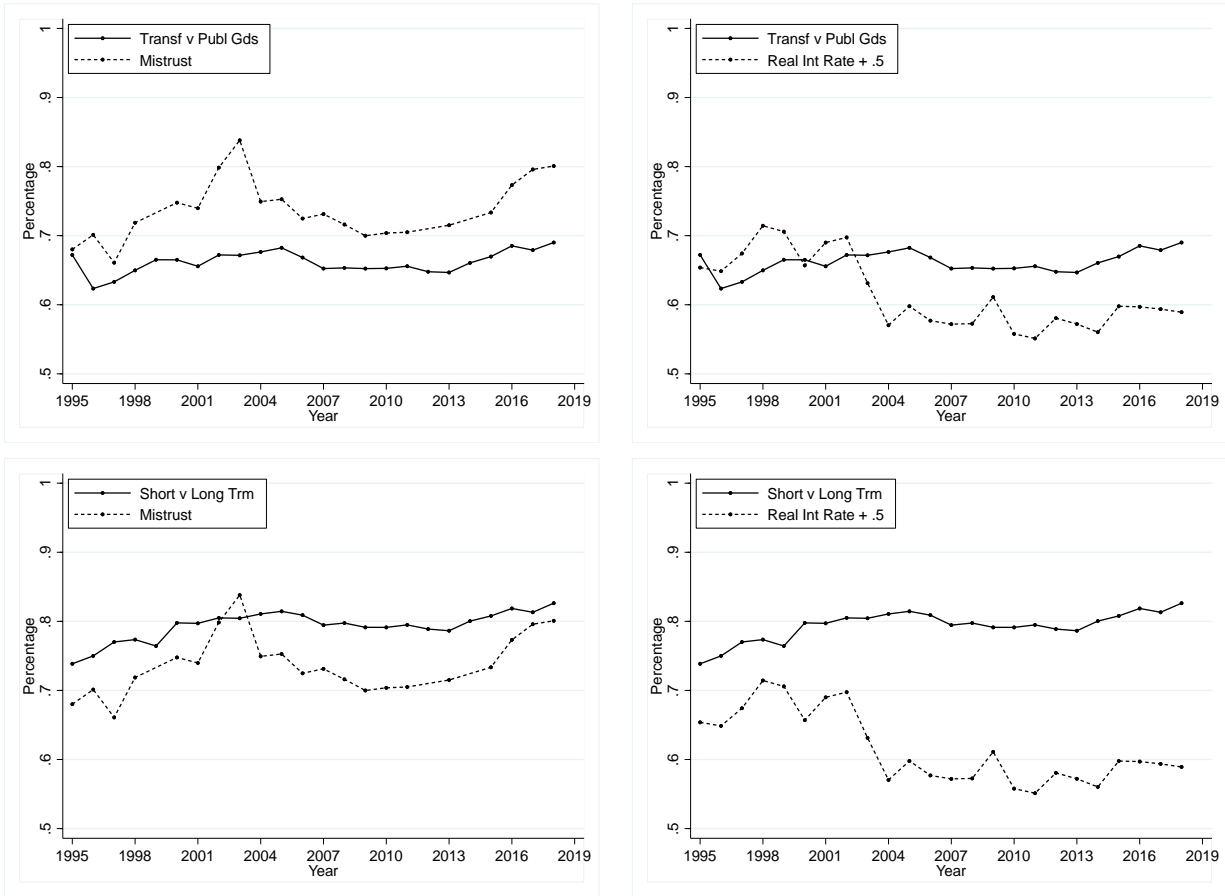 Transf v Publ Gds
Mistrust
Percentage
1
.9
.8
.7
.6
.5
1995 1998 2001 2004 2007 2010 2013 2016 2019
Year
Transf v Publ Gds
Real Int Rate + .5
Percentage
1
.9
.8
.7
.6
.5
1995 1998 2001 2004 2007 2010 2013 2016 2019
Year
Short v Long Trm
Mistrust
Percentage
1
.9
.8
.7
.6
.5
1995 1998 2001 2004 2007 2010 2013 2016 2019
Year
Short v Long Trm
Real Int Rate + .5
Percentage
1
.9
.8
.7
.6
.5
1995 1998 2001 2004 2007 2010 2013 2016 2019
Year